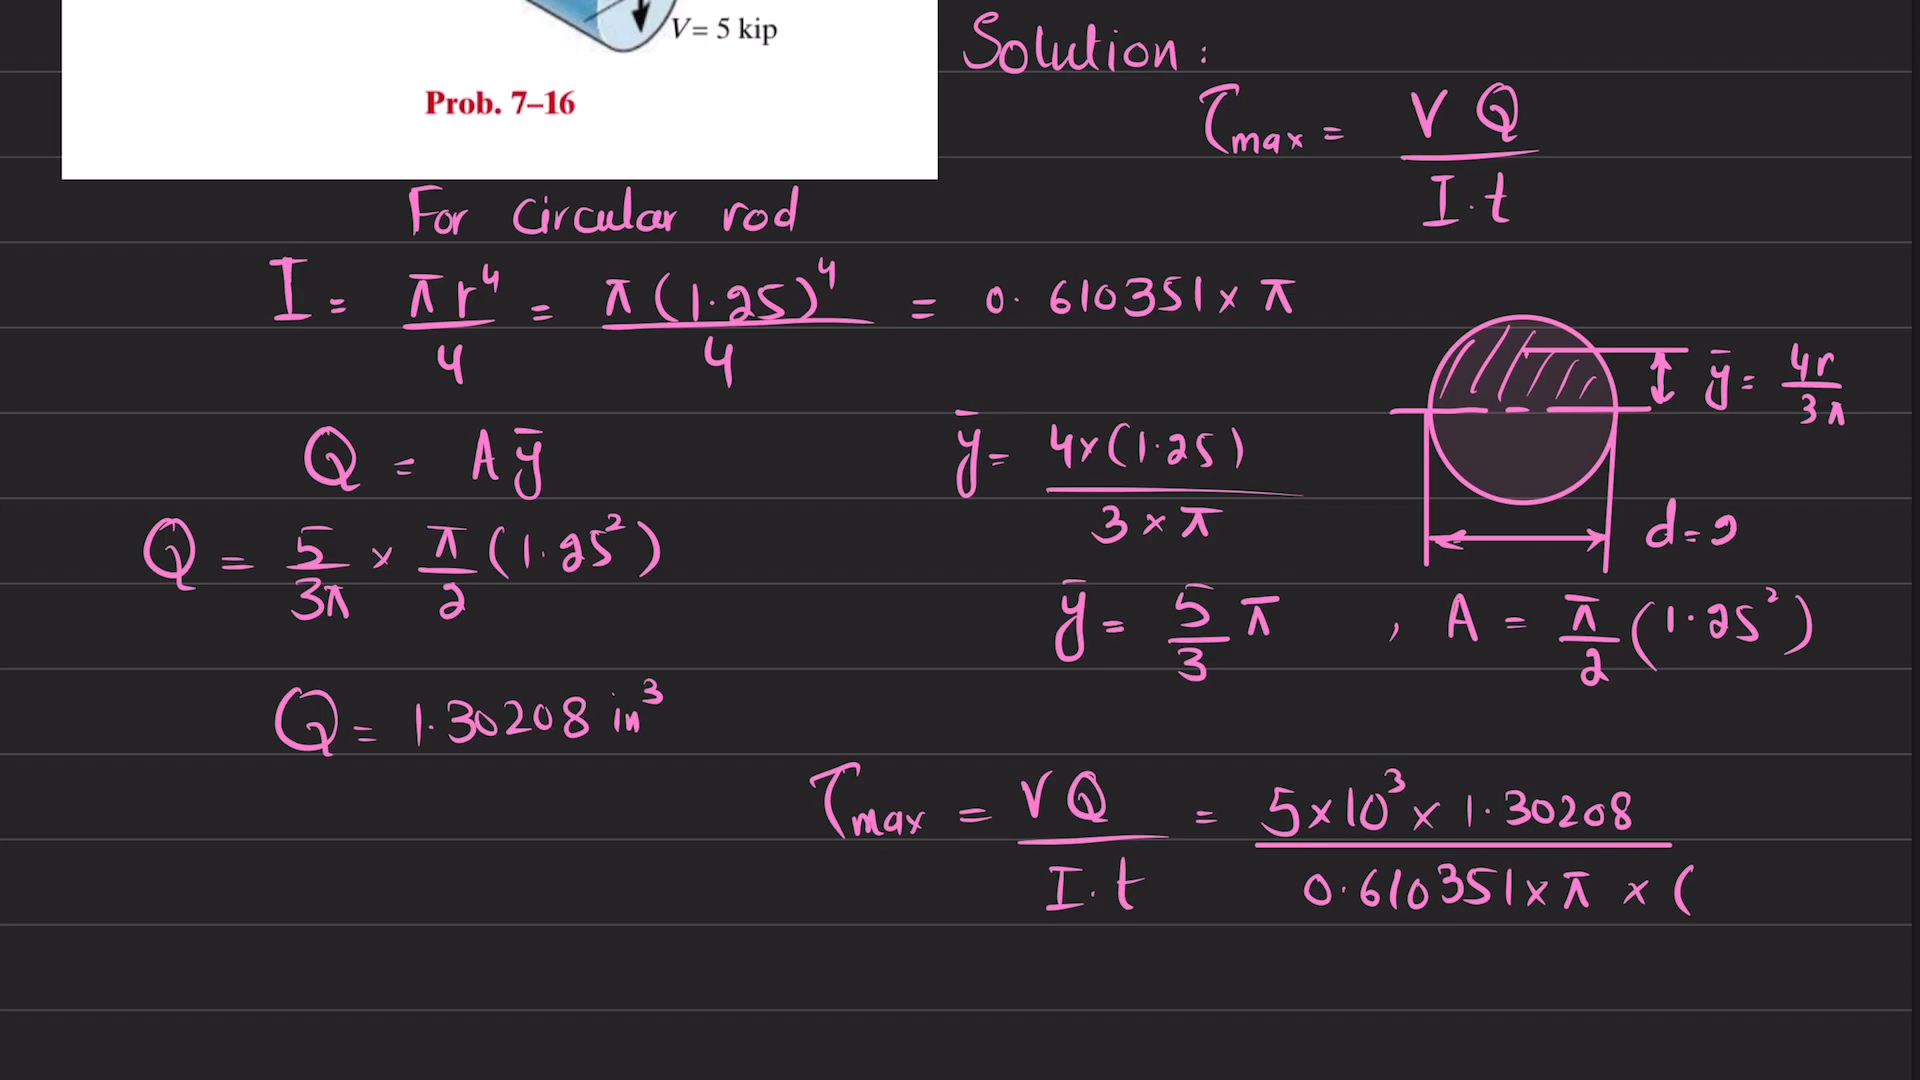 V= 5 kip
Prob. 7–16
Solution :
τmax = V Q / I · t
For Circular rod
I = πr⁴/4 = π(1.25)⁴/4 = 0.610351 × π
ȳ = 4r/3π
Q = Aȳ
ȳ = 4×(1.25) / 3 × π
d = 2
Q = 5/3π × π/2 (1.25²)
ȳ = 5/3 π , A = π/2 (1.25²)
Q = 1.30208 in³
τmax = VQ / I · t = 5×10³ × 1.30208 / 0.610351 × π × (